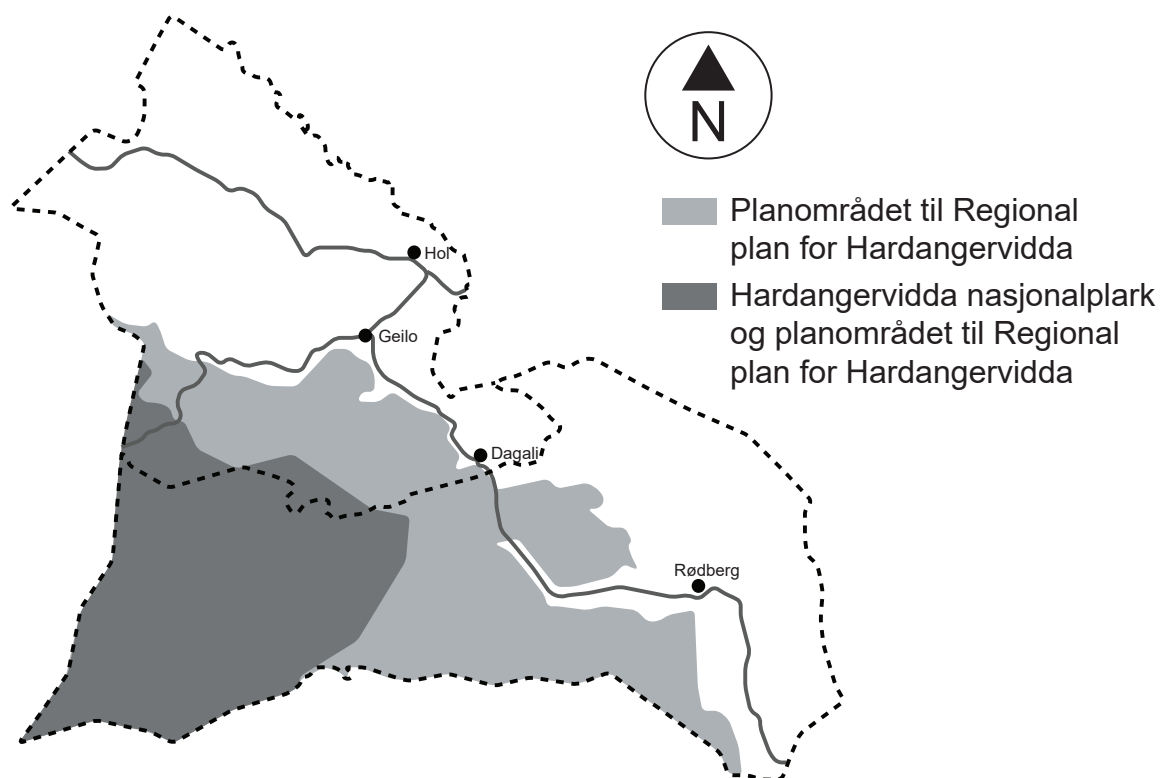 N
Planområdet til Regional
plan for Hardangervidda
Hardangervidda nasjonalplark
og planområdet til Regional
plan for Hardangervidda
Hol
Geilo
Dagali
Rødberg